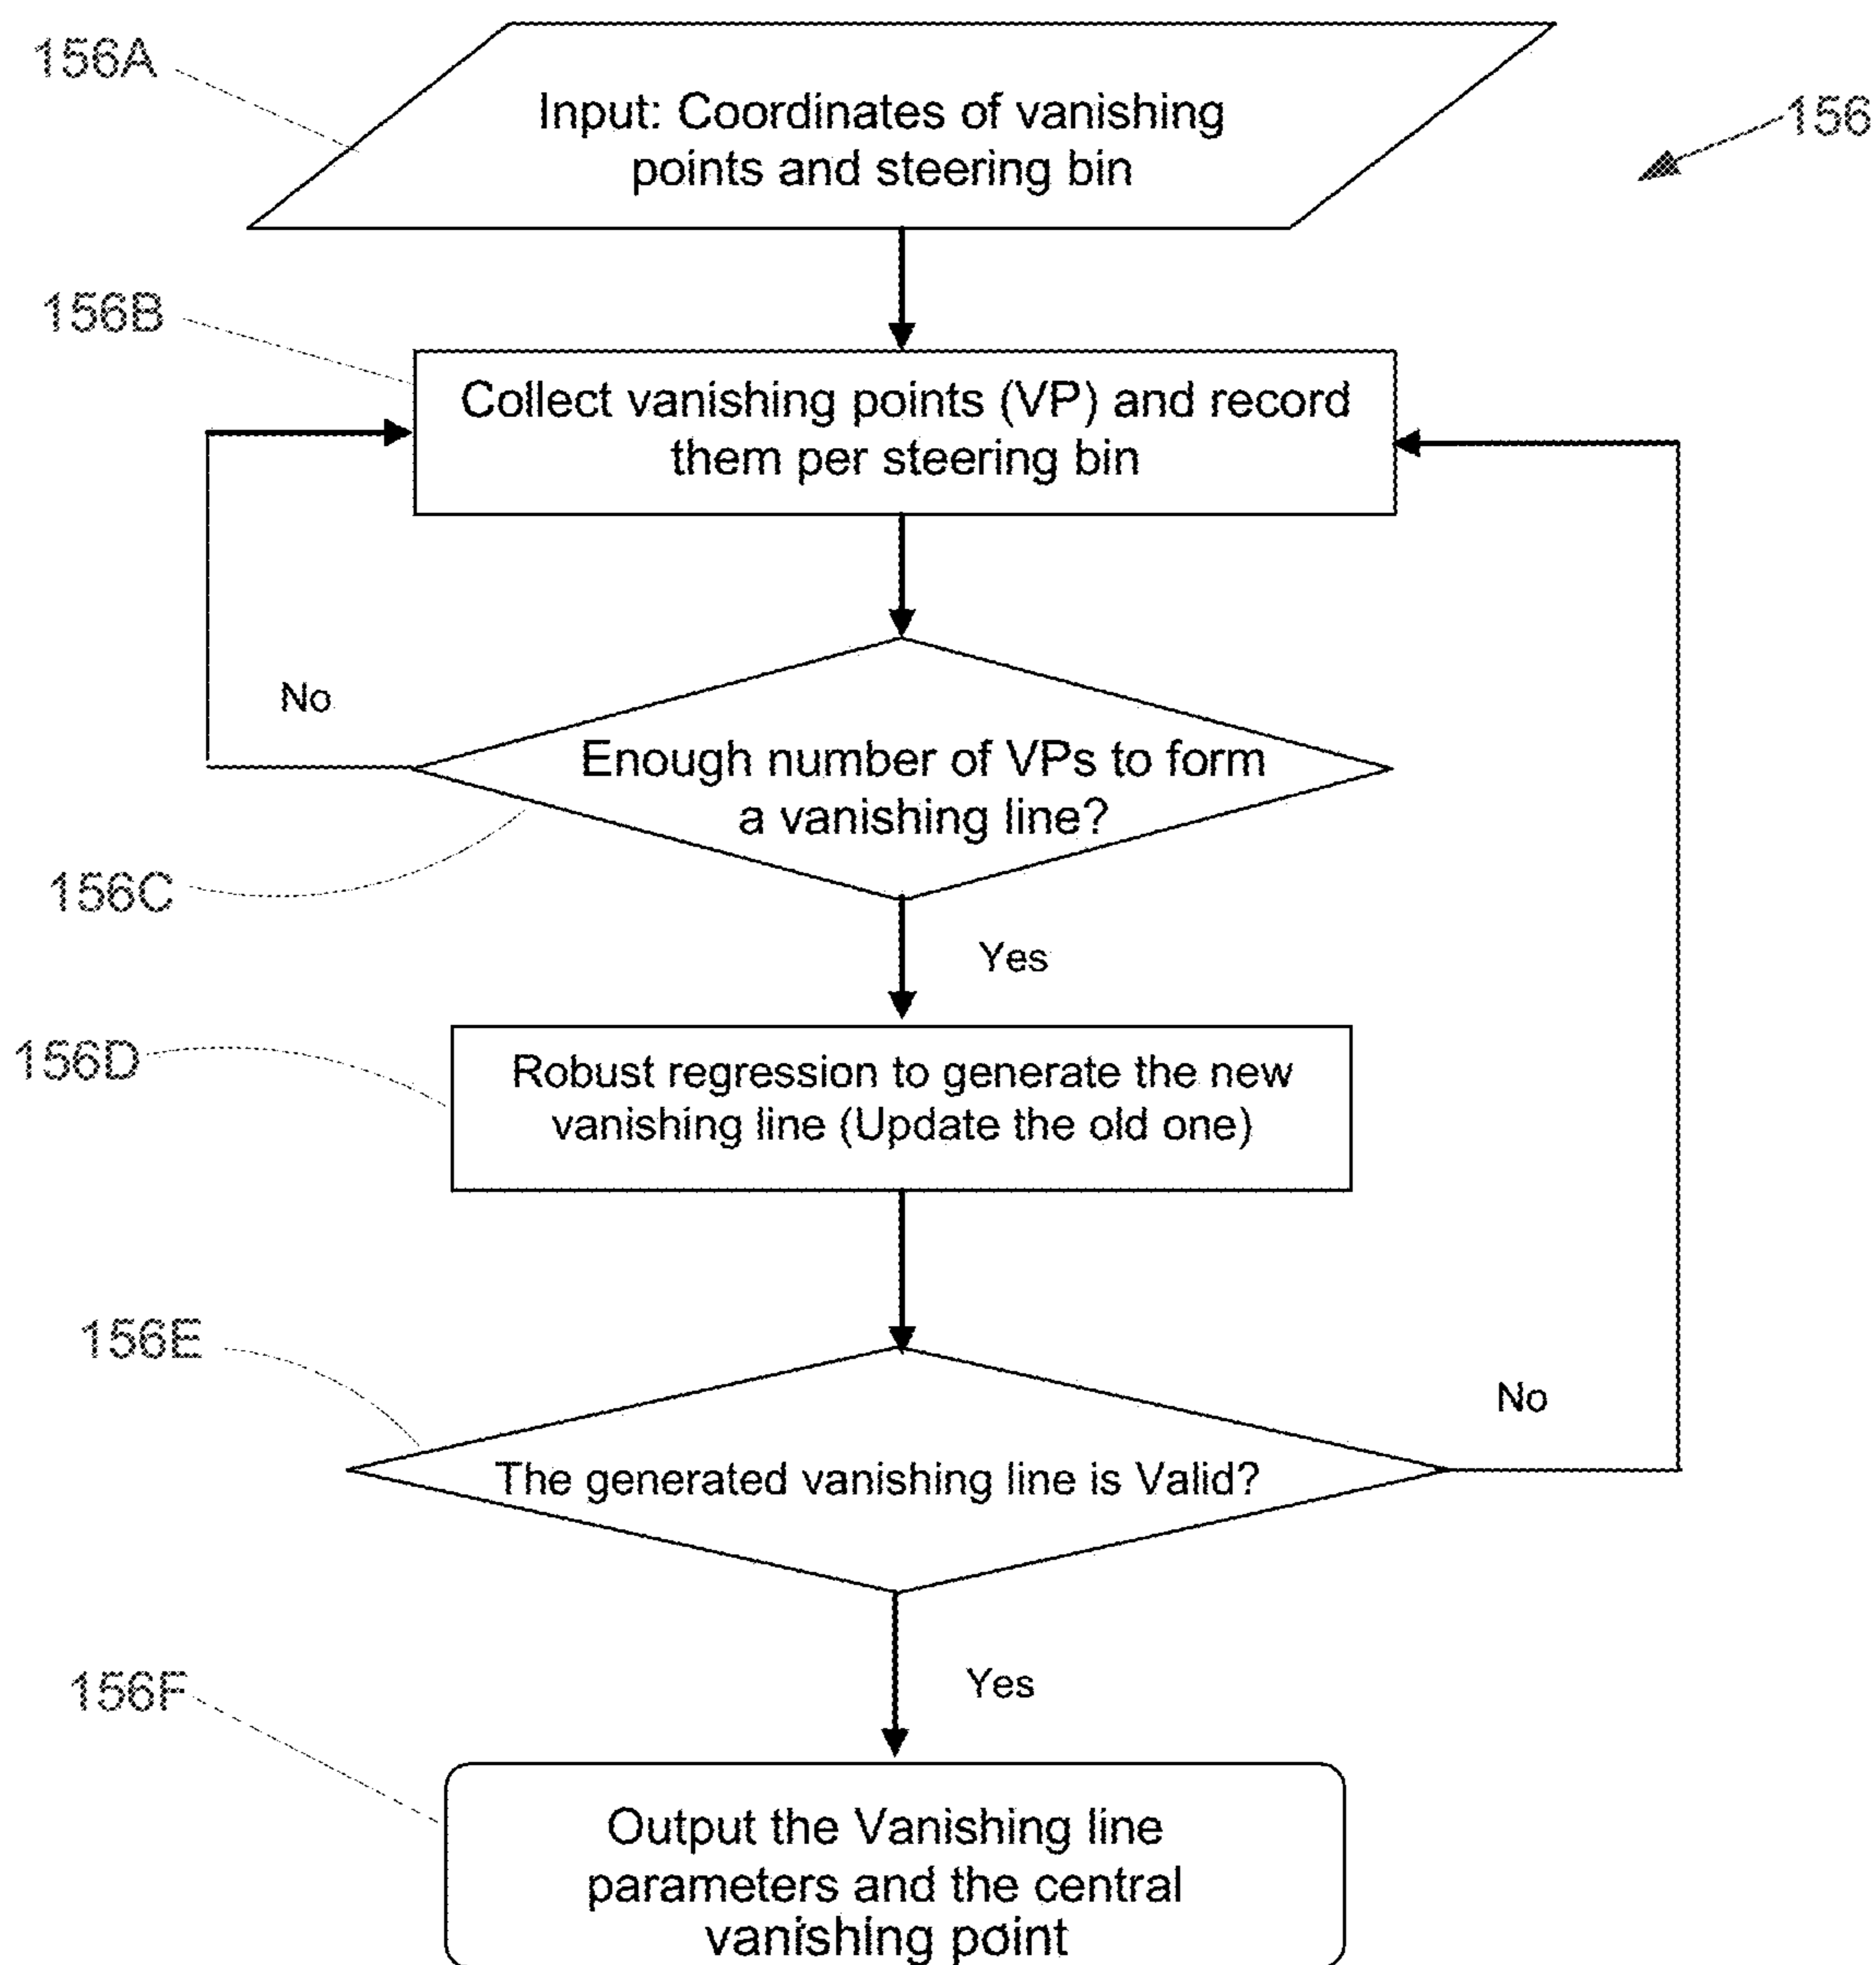 156A
Input: Coordinates of vanishing
points and steering bin
156
156B
Collect vanishing points (VP) and record
them per steering bin
No
Enough number of VPs to form
a vanishing line?
156C
Yes
156D
Robust regression to generate the new
vanishing line (Update the old one)
156E
No
The generated vanishing line is Valid?
Yes
156F
Output the Vanishing line
parameters and the central
vanishing point